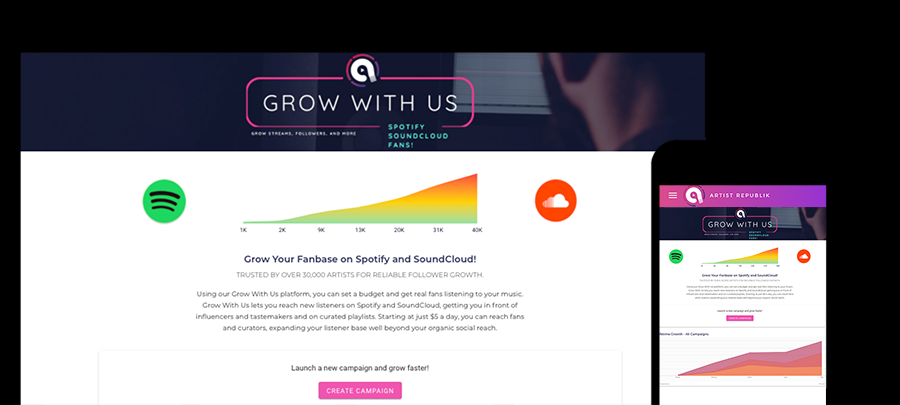 GROW WITH US
GROW STREAMS, FOLLOWERS, AND MORE
SPOTIFY
SOUNDCLOUD
FANS!
1K 2K 9K 13K 20K 31K 40K
Grow Your Fanbase on Spotify and SoundCloud!
TRUSTED BY OVER 30,000 ARTISTS FOR RELIABLE FOLLOWER GROWTH.
Using our Grow With Us platform, you can set a budget and get real fans listening to your music.
Grow With Us lets you reach new listeners on Spotify and SoundCloud, getting you in front of
influencers and tastemakers and on curated playlists. Starting at just $5 a day, you can reach fans
and curators, expanding your listener base well beyond your organic social reach.
Launch a new campaign and grow faster!
CREATE CAMPAIGN
ARTIST REPUBLIK
GROW WITH US
SPOTIFY
SOUNDCLOUD
FANS!
Grow Your Fanbase on Spotify and SoundCloud!
Launch a new campaign and grow faster!
CREATE CAMPAIGN
Growth - All Campaigns